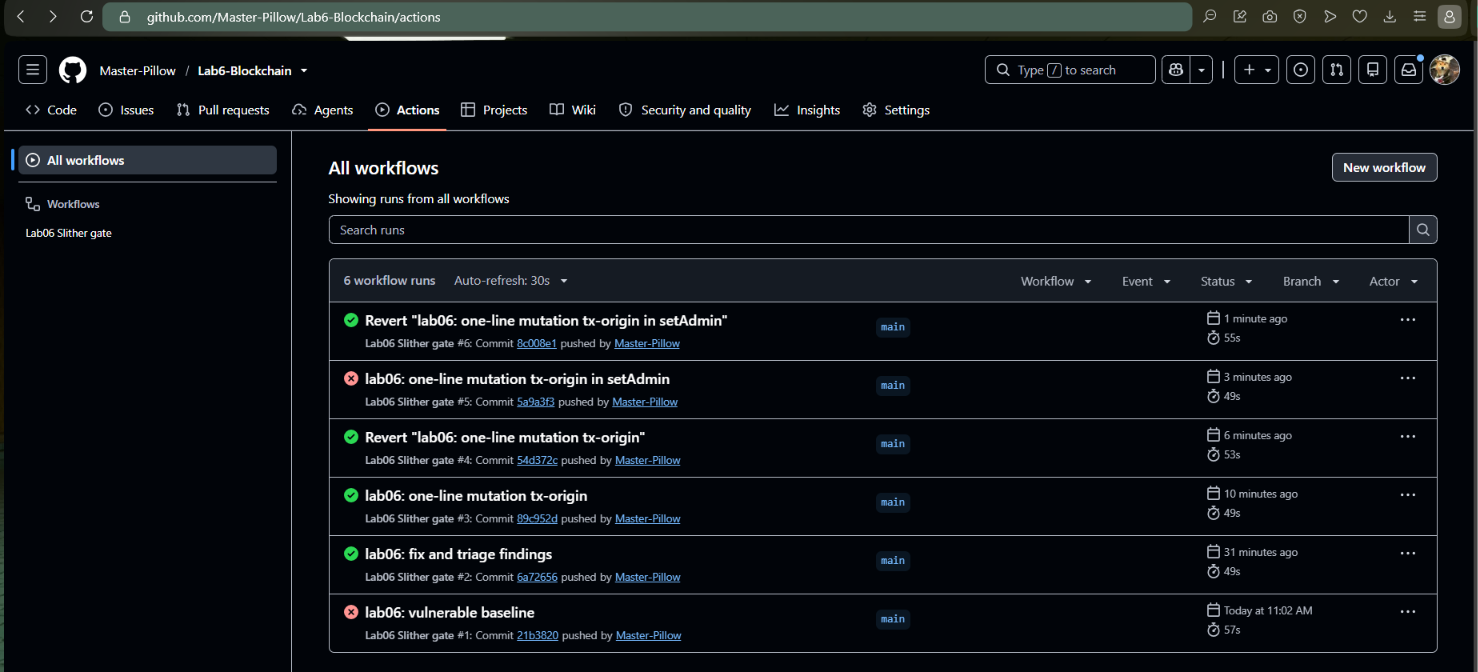 github.com/Master-Pillow/Lab6-Blockchain/actions
Master-Pillow / Lab6-Blockchain
Type / to search
Code Issues Pull requests Agents Actions Projects Wiki Security and quality Insights Settings
All workflows
Workflows
Lab06 Slither gate
All workflows
New workflow
Showing runs from all workflows
Search runs
6 workflow runs Auto-refresh: 30s Workflow Event Status Branch Actor
Revert "lab06: one-line mutation tx-origin in setAdmin" main 1 minute ago
Lab06 Slither gate #6: Commit 8c008e1 pushed by Master-Pillow 55s
lab06: one-line mutation tx-origin in setAdmin main 3 minutes ago
Lab06 Slither gate #5: Commit 5a9a3f3 pushed by Master-Pillow 49s
Revert "lab06: one-line mutation tx-origin" main 6 minutes ago
Lab06 Slither gate #4: Commit 54d372c pushed by Master-Pillow 53s
lab06: one-line mutation tx-origin main 10 minutes ago
Lab06 Slither gate #3: Commit 89c952d pushed by Master-Pillow 49s
lab06: fix and triage findings main 31 minutes ago
Lab06 Slither gate #2: Commit 6a72656 pushed by Master-Pillow 49s
lab06: vulnerable baseline main Today at 11:02 AM
Lab06 Slither gate #1: Commit 21b3820 pushed by Master-Pillow 57s